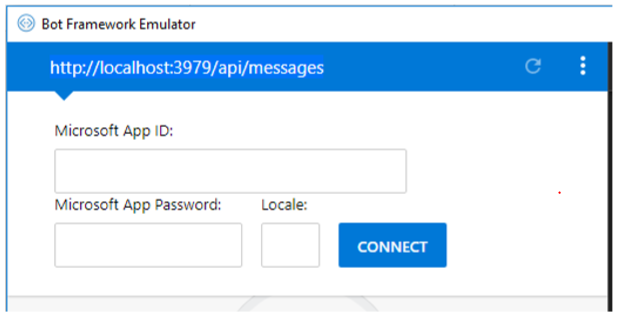 Bot Framework Emulator
http://localhost:3979/api/messages
Microsoft App ID:
Microsoft App Password: Locale:
CONNECT